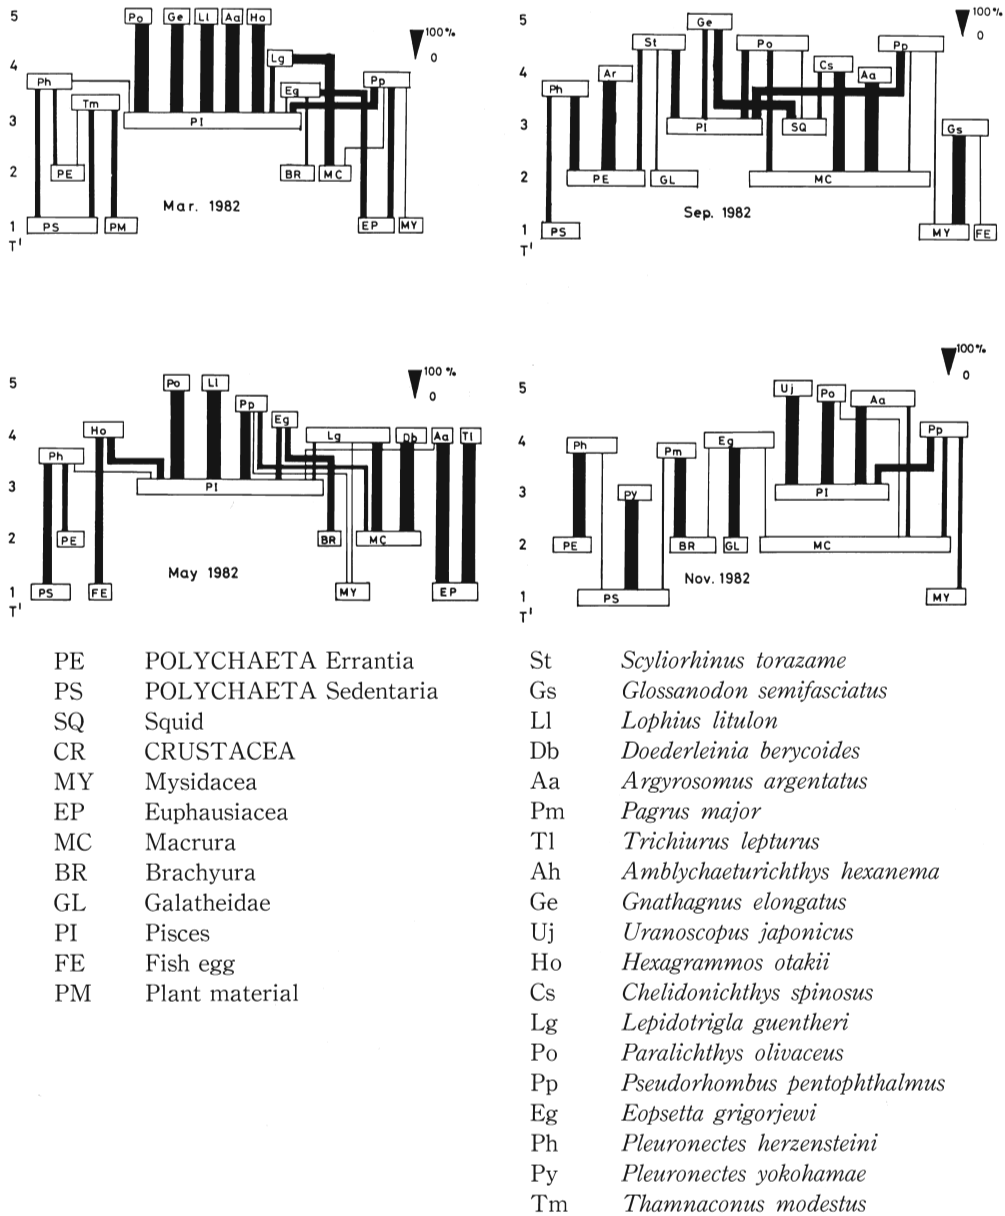 5 Po Ge Ll Aa Ho 100% 0
4 Ph Tm Lg Eg Pp
3 PI
2 PE BR MC
Mar. 1982
1 PS PM EP MY
T'
5 Ge St Po Pp 100% 0
4 Ph Ar Cs Aa
3 PI SQ Gs
2 PE GL MC
Sep. 1982
1 PS MY FE
T'
5 Po Ll Pp 100% 0
4 Ho Eg Lg Db Aa Tl
Ph
3 PI
2 PE BR MC
May 1982
1 PS FE MY EP
T'
5 Uj Po Aa 100% 0
4 Ph Pm Eg Pp
3 Py PI
2 PE BR GL MC
Nov. 1982
1 PS MY
T'
PE POLYCHAETA Errantia
PS POLYCHAETA Sedentaria
SQ Squid
CR CRUSTACEA
MY Mysidacea
EP Euphausiacea
MC Macrura
BR Brachyura
GL Galatheidae
PI Pisces
FE Fish egg
PM Plant material
St Scyliorhinus torazame
Gs Glossanodon semifasciatus
Ll Lophius litulon
Db Doederleinia berycoides
Aa Argyrosomus argentatus
Pm Pagrus major
Tl Trichiurus lepturus
Ah Amblychaeturichthys hexanema
Ge Gnathagnus elongatus
Uj Uranoscopus japonicus
Ho Hexagrammos otakii
Cs Chelidonichthys spinosus
Lg Lepidotrigla guentheri
Po Paralichthys olivaceus
Pp Pseudorhombus pentophthalmus
Eg Eopsetta grigorjewi
Ph Pleuronectes herzensteini
Py Pleuronectes yokohamae
Tm Thamnaconus modestus